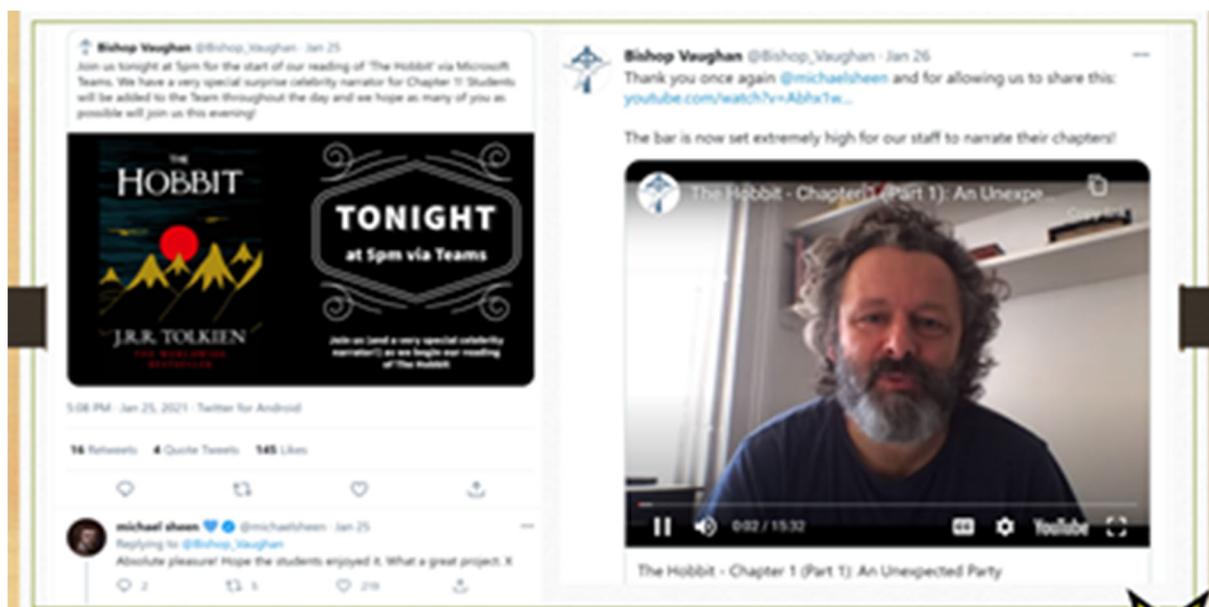 Bishop Vaughan @Bishop_Vaughan · Jan 25
Join us tonight at 5pm for the start of our reading of 'The Hobbit' via Microsoft
Teams. We have a very special surprise celebrity narrator for Chapter 1! Students
will be added to the Team throughout the day and we hope as many of you as
possible will join us this evening!
THE
HOBBIT
J.R.R. TOLKIEN
THE WORLDWIDE
BESTSELLER
TONIGHT
at 5pm via Teams
Join us (and a very special celebrity
narrator!) as we begin our reading
of The Hobbit
5:08 PM · Jan 25, 2021 · Twitter for Android
16 Retweets 4 Quote Tweets 145 Likes
michael sheen @michaelsheen · Jan 25
Replying to @Bishop_Vaughan
Absolute pleasure! Hope the students enjoyed it. What a great project. X
2 5 219
Bishop Vaughan @Bishop_Vaughan · Jan 26
Thank you once again @michaelsheen and for allowing us to share this:
youtube.com/watch?v=Abhx1w...
The bar is now set extremely high for our staff to narrate their chapters!
The Hobbit - Chapter 1 (Part 1): An Unexpe...
0:02 / 15:32
CC
YouTube
The Hobbit - Chapter 1 (Part 1): An Unexpected Party